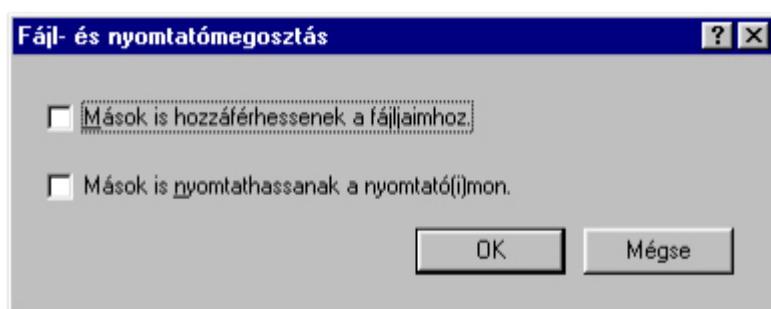 Fájl- és nyomtatómegosztás
Mások is hozzáférhessenek a fájljaimhoz.
Mások is nyomtathassanak a nyomtató(i)mon.
OK Mégse